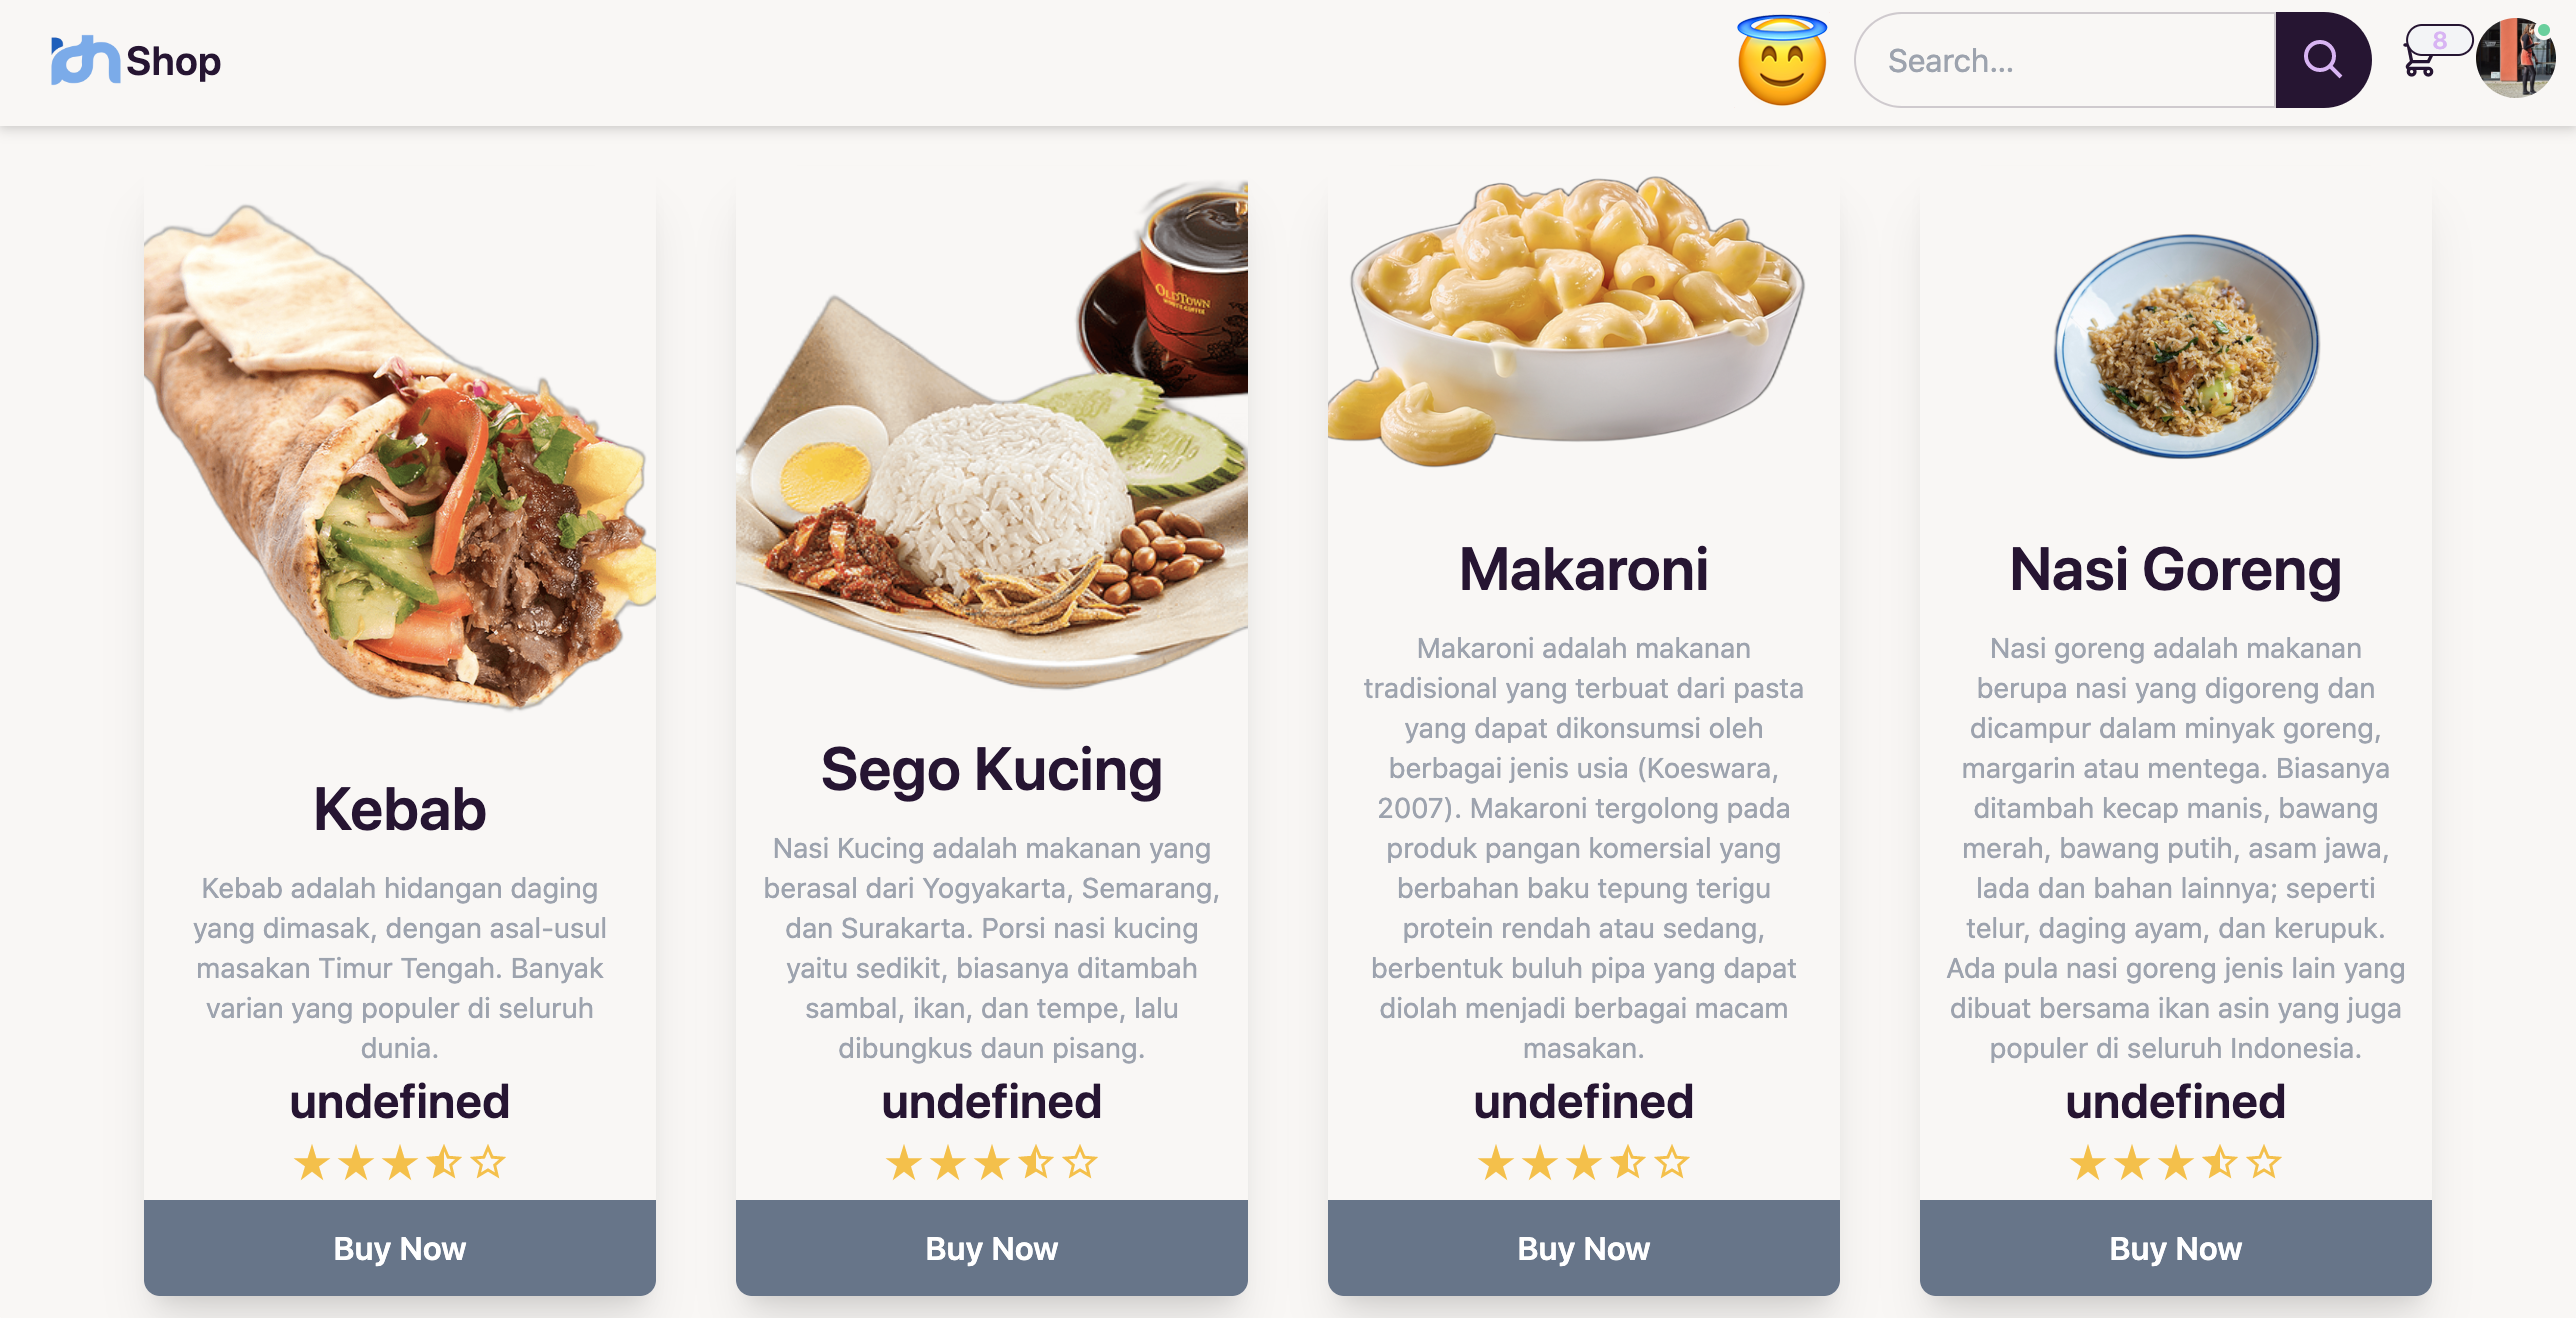 Shop
Search...
8
OLDTOWN
WHITE COFFEE
Kebab
Kebab adalah hidangan daging
yang dimasak, dengan asal-usul
masakan Timur Tengah. Banyak
varian yang populer di seluruh
dunia.
undefined
Buy Now
Sego Kucing
Nasi Kucing adalah makanan yang
berasal dari Yogyakarta, Semarang,
dan Surakarta. Porsi nasi kucing
yaitu sedikit, biasanya ditambah
sambal, ikan, dan tempe, lalu
dibungkus daun pisang.
undefined
Buy Now
Makaroni
Makaroni adalah makanan
tradisional yang terbuat dari pasta
yang dapat dikonsumsi oleh
berbagai jenis usia (Koeswara,
2007). Makaroni tergolong pada
produk pangan komersial yang
berbahan baku tepung terigu
protein rendah atau sedang,
berbentuk buluh pipa yang dapat
diolah menjadi berbagai macam
masakan.
undefined
Buy Now
Nasi Goreng
Nasi goreng adalah makanan
berupa nasi yang digoreng dan
dicampur dalam minyak goreng,
margarin atau mentega. Biasanya
ditambah kecap manis, bawang
merah, bawang putih, asam jawa,
lada dan bahan lainnya; seperti
telur, daging ayam, dan kerupuk.
Ada pula nasi goreng jenis lain yang
dibuat bersama ikan asin yang juga
populer di seluruh Indonesia.
undefined
Buy Now